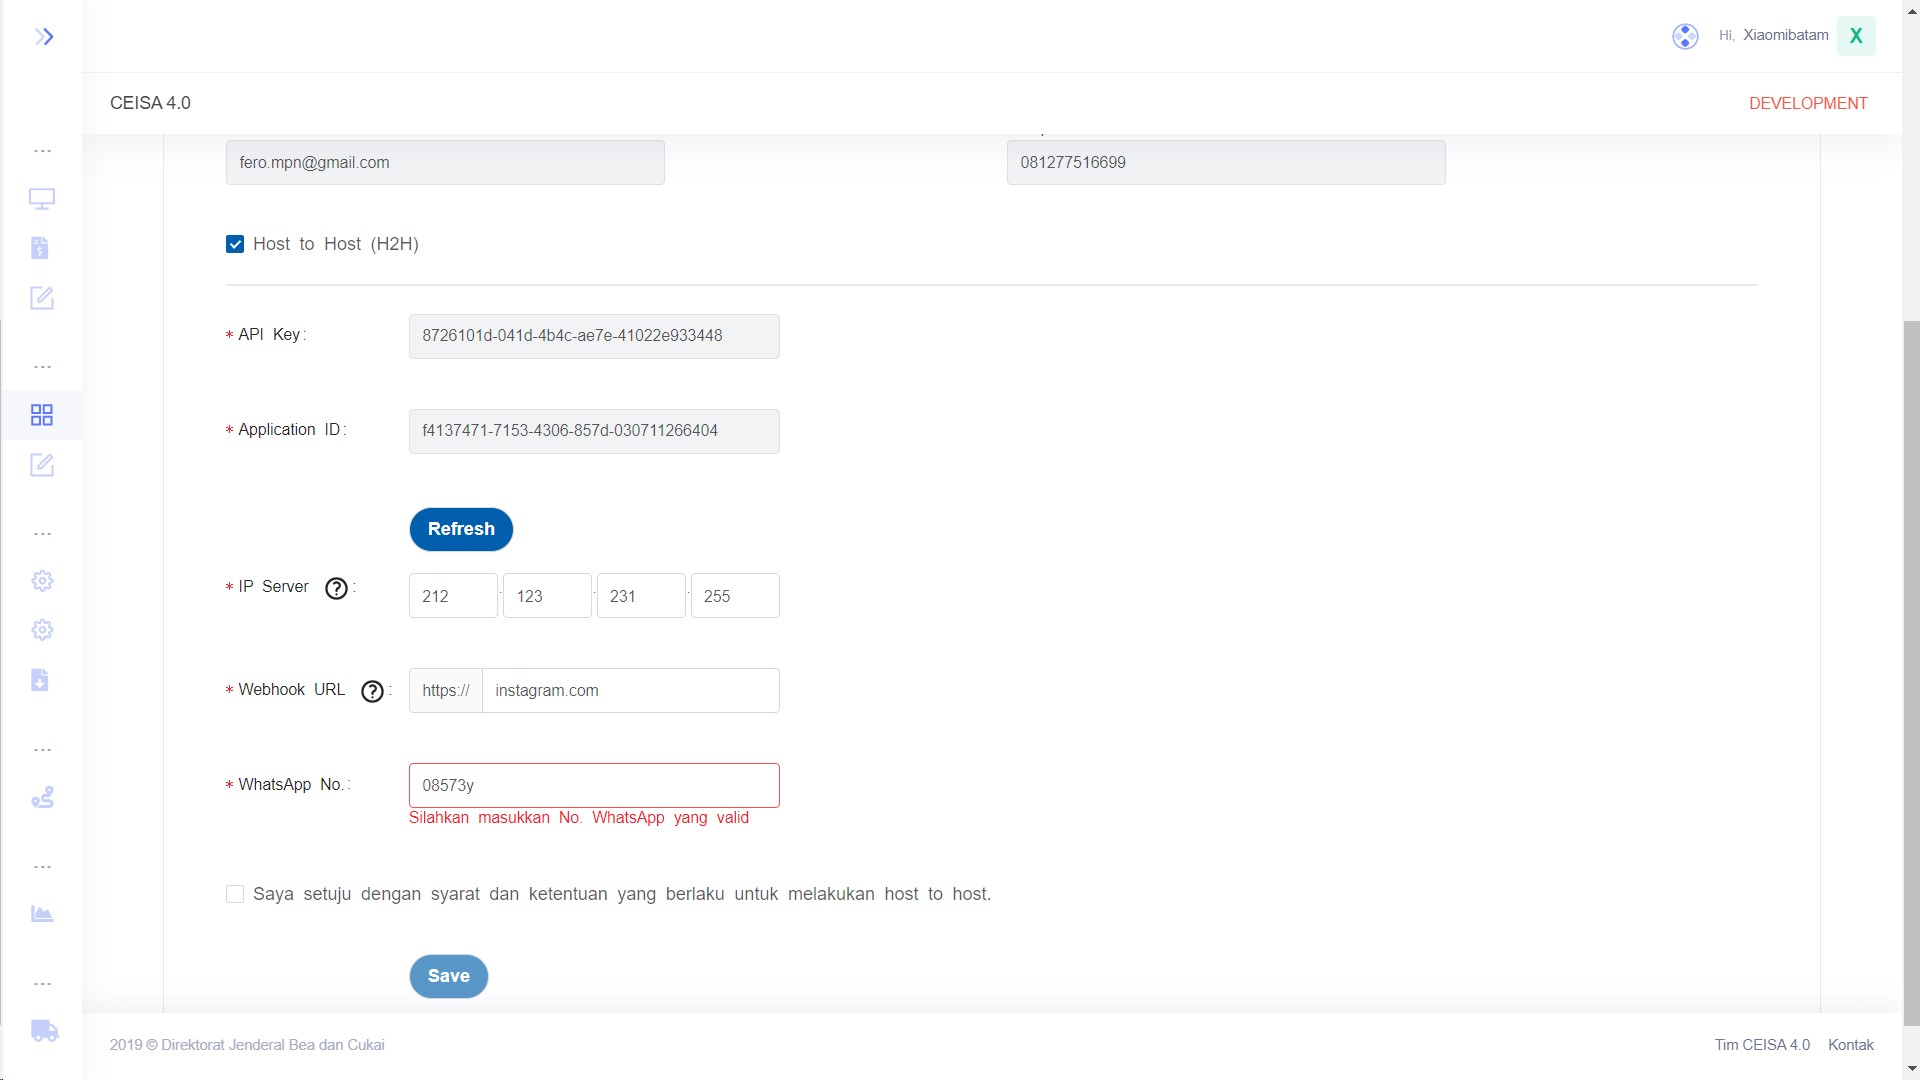 Hi, Xiaomibatam X
CEISA 4.0 DEVELOPMENT
fero.mpn@gmail.com 081277516699
Host to Host (H2H)
* API Key: 8726101d-041d-4b4c-ae7e-41022e933448
* Application ID: f4137471-7153-4306-857d-030711266404
Refresh
* IP Server ? : 212 . 123 . 231 . 255
* Webhook URL ? : https:// instagram.com
* WhatsApp No.: 08573y
Silahkan masukkan No. WhatsApp yang valid
Saya setuju dengan syarat dan ketentuan yang berlaku untuk melakukan host to host.
Save
2019 © Direktorat Jenderal Bea dan Cukai Tim CEISA 4.0 Kontak